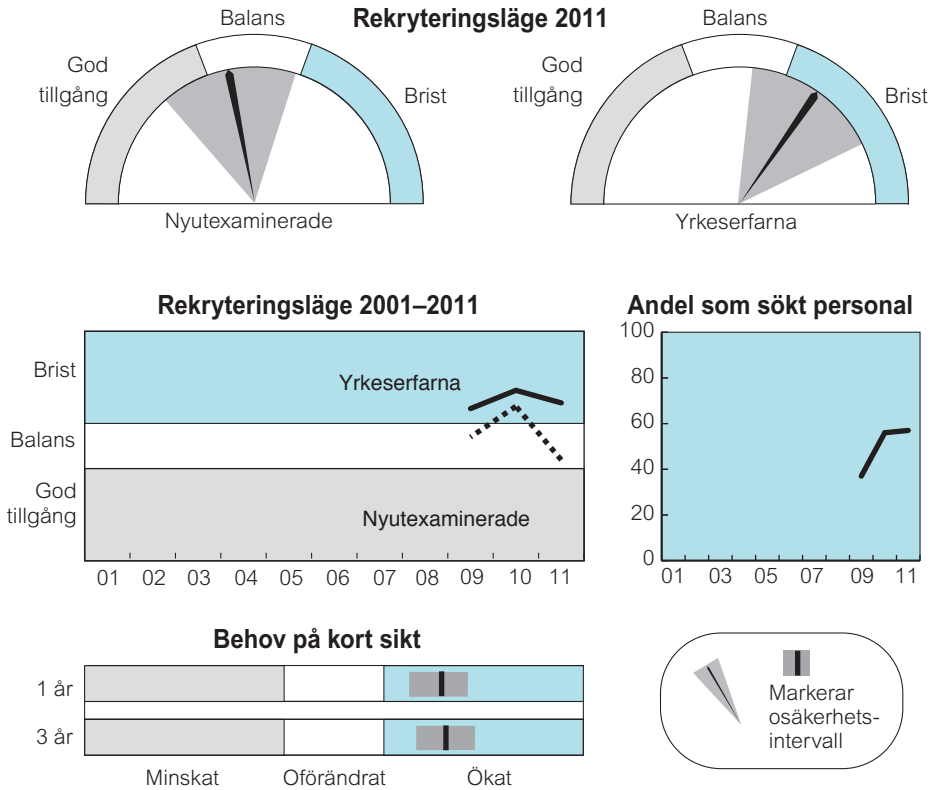 Rekryteringsläge 2011
Balans
God
tillgång
Brist
Nyutexaminerade
Balans
God
tillgång
Brist
Yrkeserfarna
Rekryteringsläge 2001–2011
Brist
Balans
God
tillgång
Yrkeserfarna
Nyutexaminerade
01 02 03 04 05 06 07 08 09 10 11
Andel som sökt personal
100
80
60
40
20
0
01 03 05 07 09 11
Behov på kort sikt
1 år
3 år
Minskat Oförändrat Ökat
Markerar
osäkerhets-
intervall